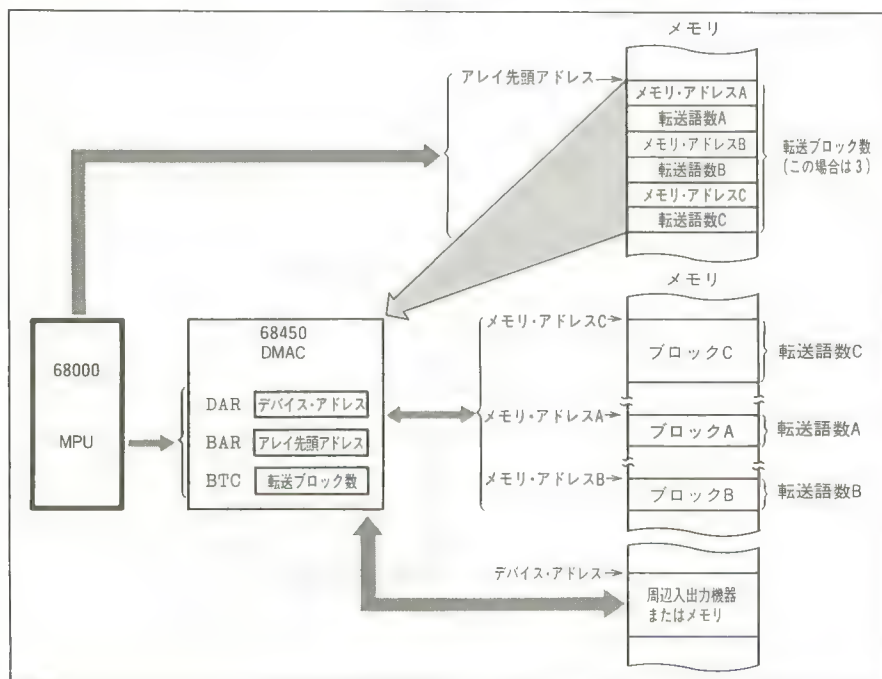 メモリ
アレイ先頭アドレス
メモリ・アドレスA
転送語数A
メモリ・アドレスB
転送語数B
メモリ・アドレスC
転送語数C
転送ブロック数
(この場合は3)
メモリ
68000
MPU
68450
DMAC
DAR デバイス・アドレス
BAR アレイ先頭アドレス
BTC 転送ブロック数
メモリ・アドレスC
ブロックC
転送語数C
メモリ・アドレスA
ブロックA
転送語数A
メモリ・アドレスB
ブロックB
転送語数B
デバイス・アドレス
周辺入出力機器
またはメモリ